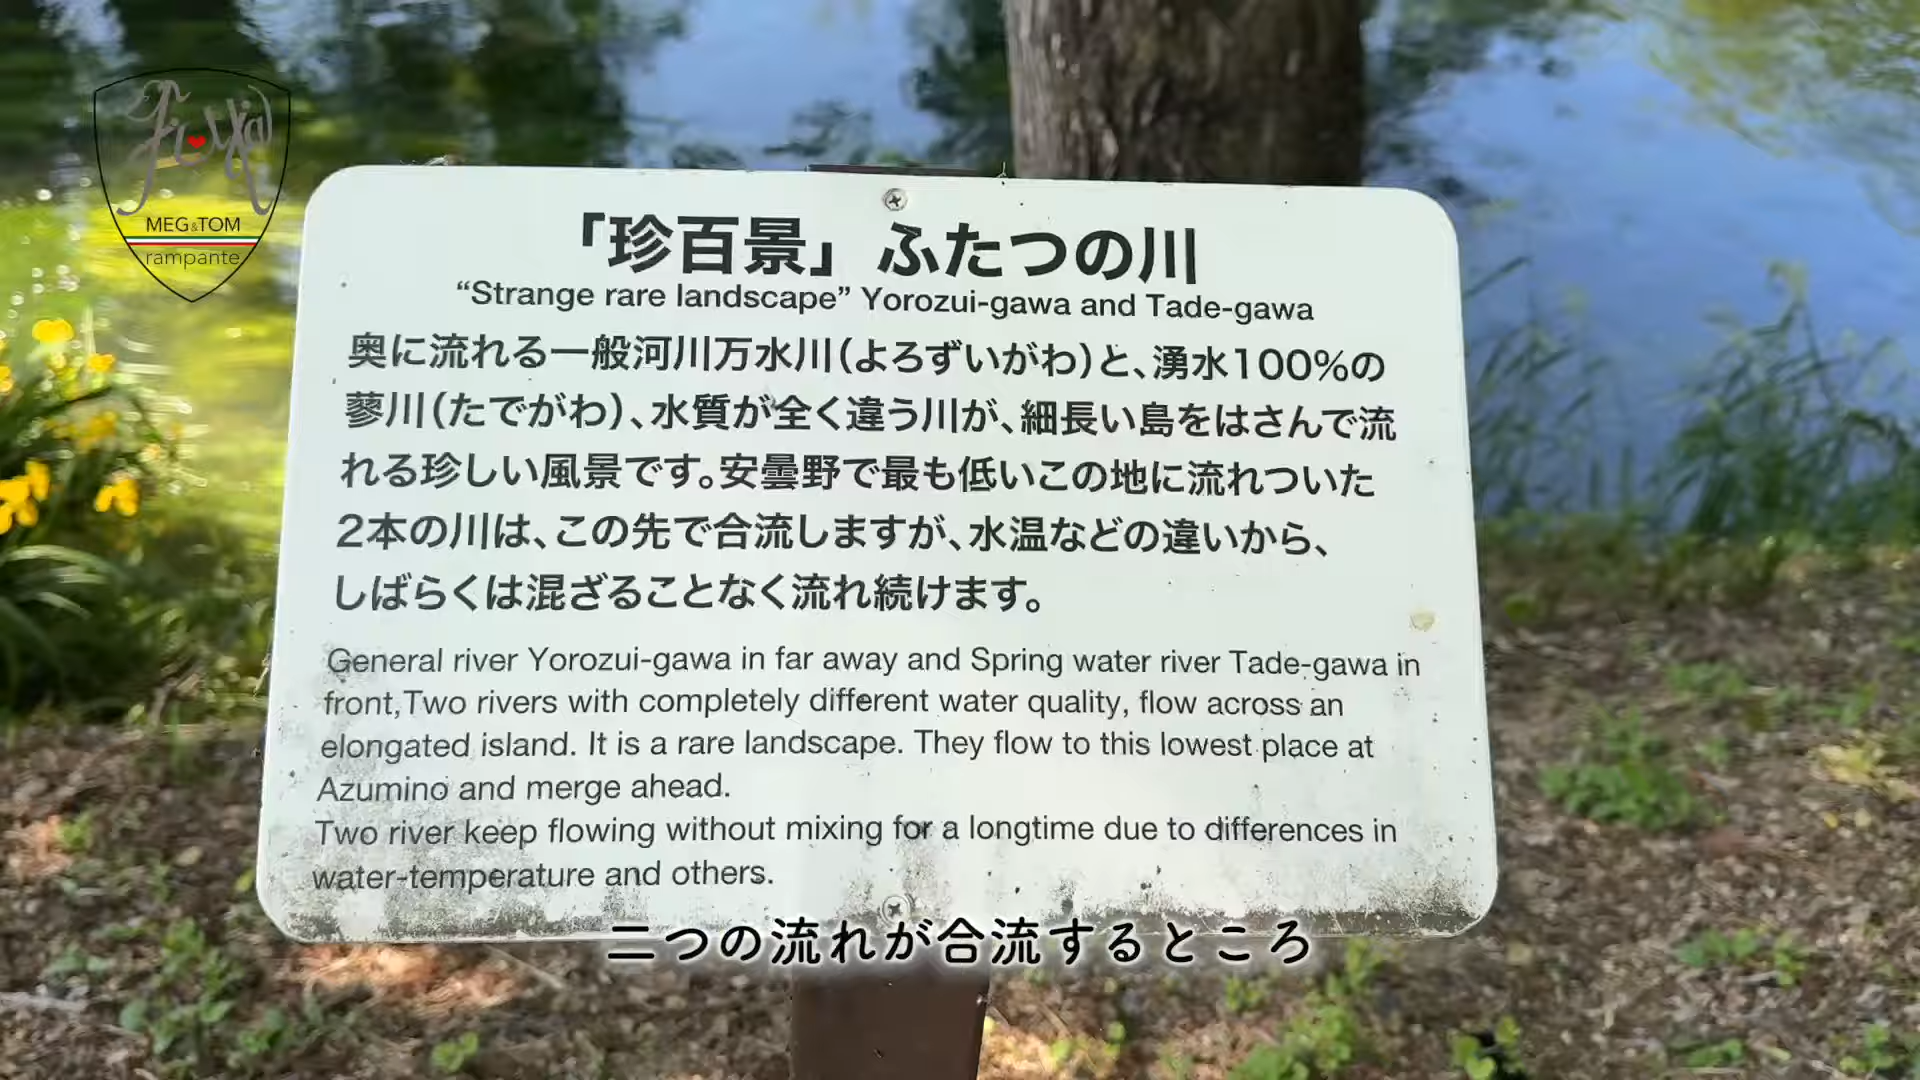 MEG&TOM
rampante
「珍百景」ふたつの川
“Strange rare landscape” Yorozui-gawa and Tade-gawa
奥に流れる一般河川万水川(よろずいがわ)と、湧水100%の
蓼川(たでがわ)、水質が全く違う川が、細長い島をはさんで流
れる珍しい風景です。安曇野で最も低いこの地に流れついた
2本の川は、この先で合流しますが、水温などの違いから、
しばらくは混ざることなく流れ続けます。
General river Yorozui-gawa in far away and Spring water river Tade-gawa in
front,Two rivers with completely different water quality, flow across an
elongated island. It is a rare landscape. They flow to this lowest place at
Azumino and merge ahead.
Two river keep flowing without mixing for a longtime due to differences in
water-temperature and others.
二つの流れが合流するところ